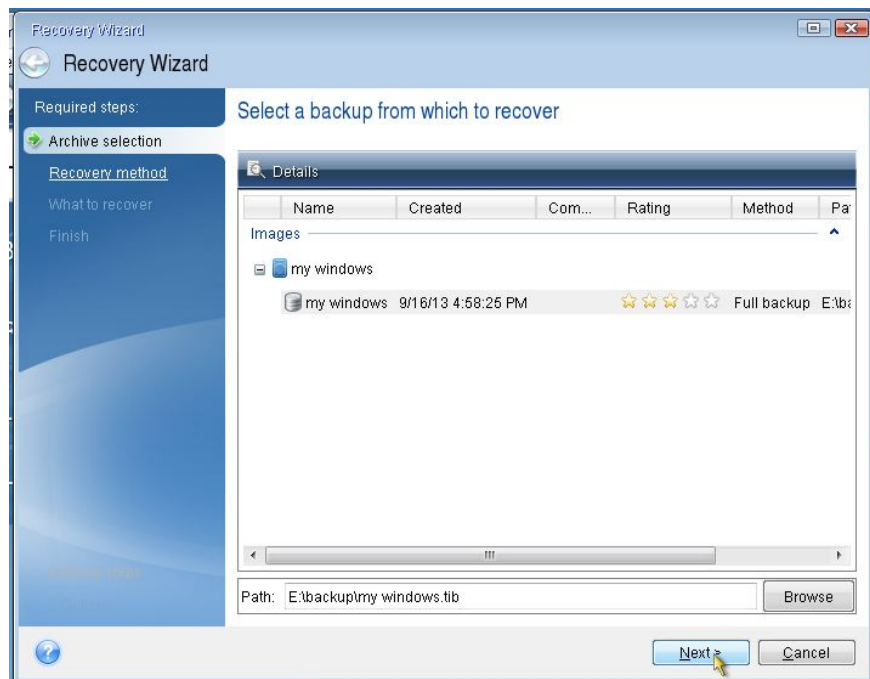 Recovery Wizard
Recovery Wizard
Required steps:
Archive selection
Recovery method
What to recover
Finish
Select a backup from which to recover
Details
Name Created Com... Rating Method Pat
Images
my windows
my windows 9/16/13 4:58:25 PM Full backup E:\ba
Path: E:\backup\my windows.tib Browse
Next > Cancel